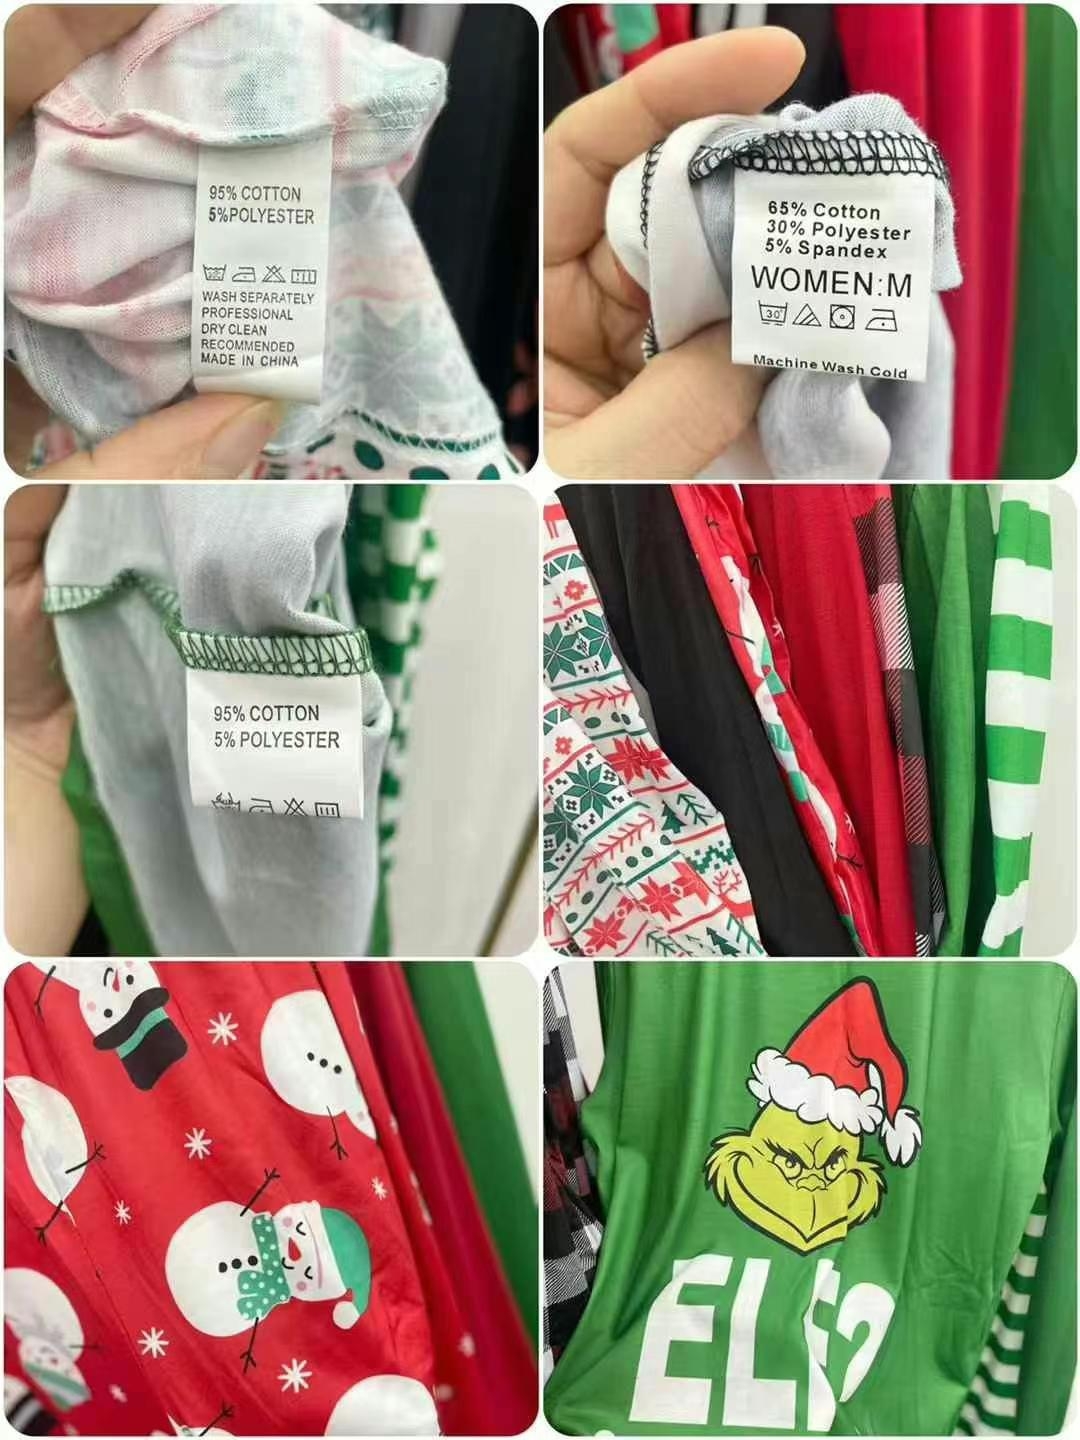 95% COTTON
5%POLYESTER
WASH SEPARATELY
PROFESSIONAL
DRY CLEAN
RECOMMENDED
MADE IN CHINA
65% Cotton
30% Polyester
5% Spandex
WOMEN:M
30°
Machine Wash Cold
95% COTTON
5% POLYESTER
ELF?